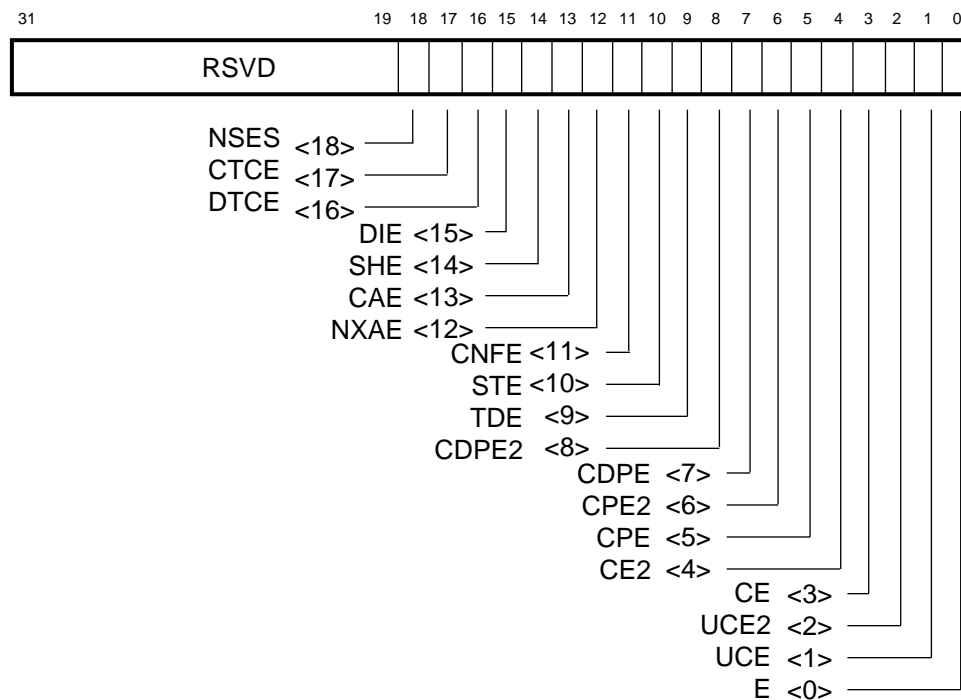 31 19 18 17 16 15 14 13 12 11 10 9 8 7 6 5 4 3 2 1 0
RSVD
NSES <18>
CTCE <17>
DTCE <16>
DIE <15>
SHE <14>
CAE <13>
NXAE <12>
CNFE <11>
STE <10>
TDE <9>
CDPE2 <8>
CDPE <7>
CPE2 <6>
CPE <5>
CE2 <4>
CE <3>
UCE2 <2>
UCE <1>
E <0>